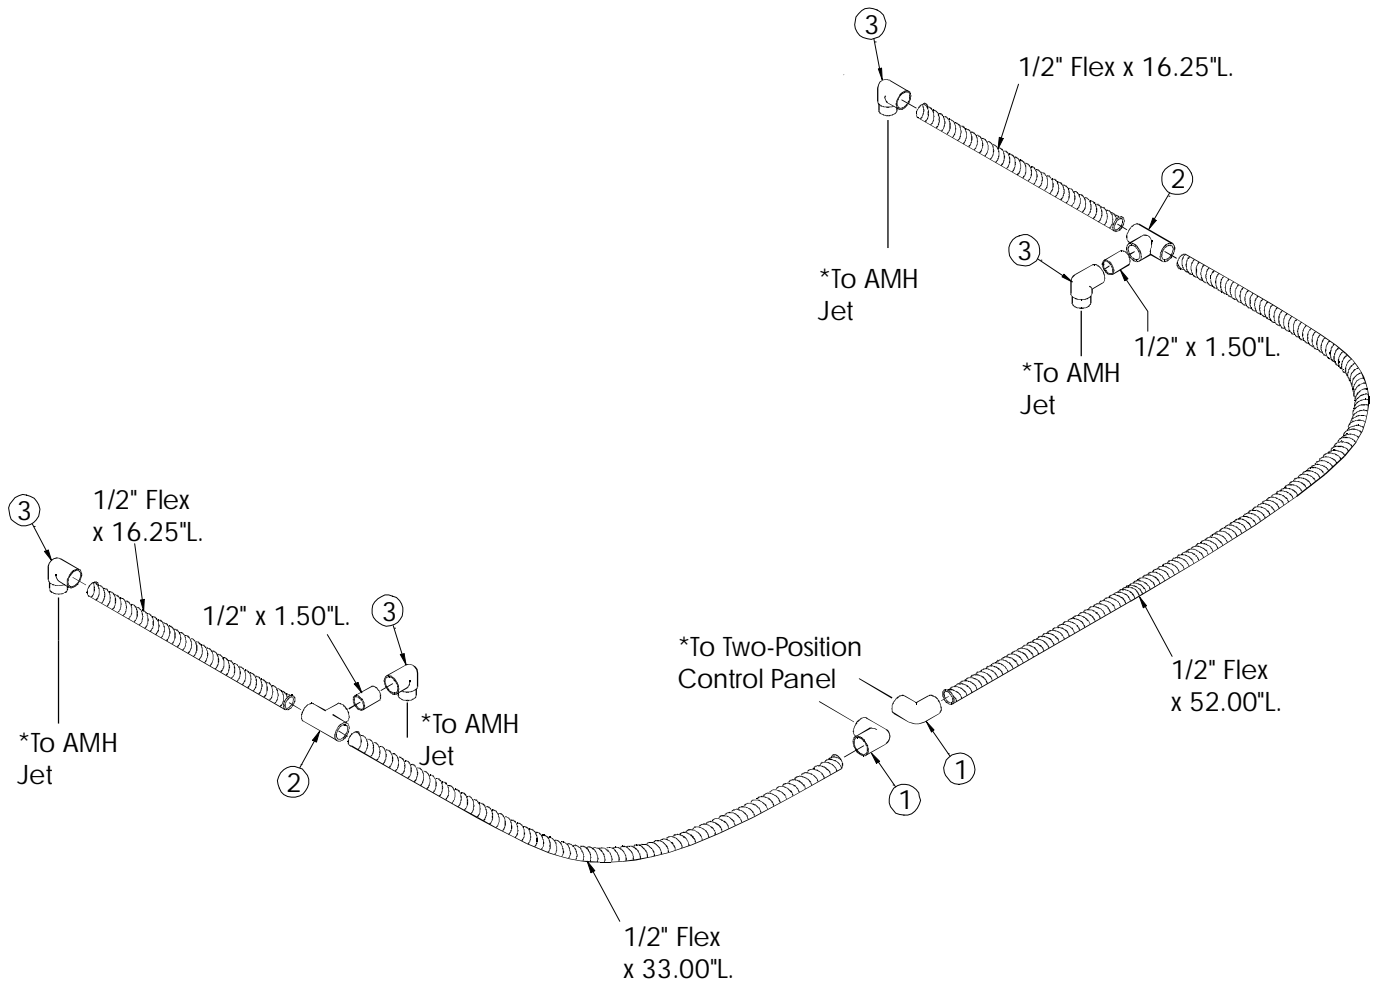 3
1/2" Flex x 16.25"L.
2
3
*To AMH
Jet
1/2" x 1.50"L.
*To AMH
Jet
1/2" Flex
x 16.25"L.
3
1/2" x 1.50"L.
3
*To Two-Position
Control Panel
1/2" Flex
x 52.00"L.
*To AMH
Jet
*To AMH
Jet
2
1
1
1/2" Flex
x 33.00"L.